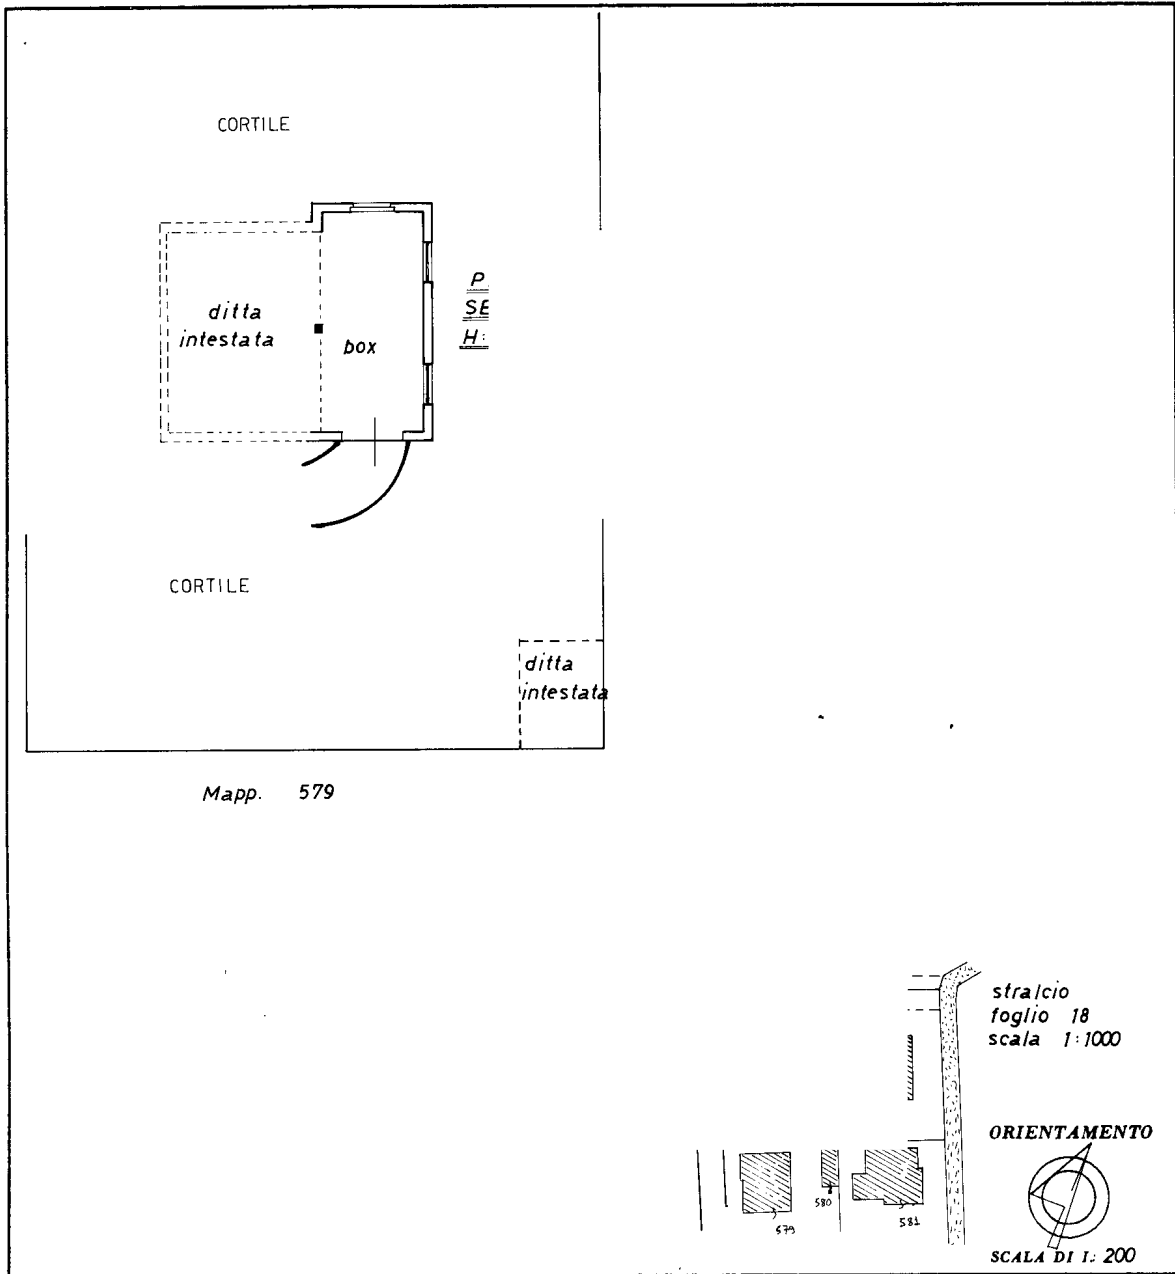 CORTILE
P
SE
H:
ditta
intestata
box
CORTILE
ditta
intestata
Mapp. 579
stralcio
foglio 18
scala 1:1000
ORIENTAMENTO
579
580
581
SCALA DI 1: 200